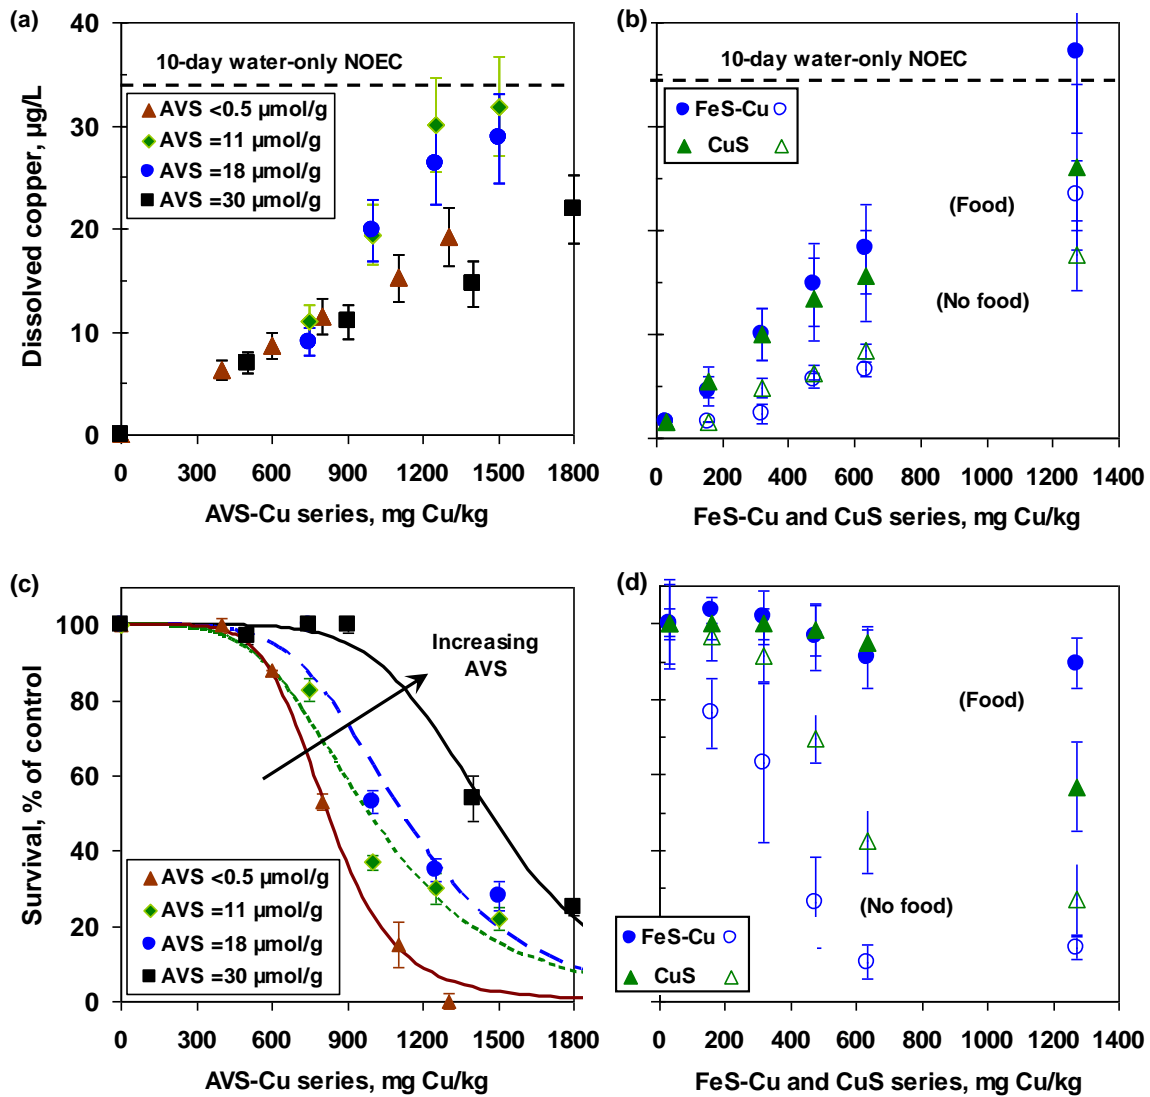 (a)
40
30
20
10
0
Dissolved copper, µg/L
10-day water-only NOEC
AVS <0.5 µmol/g
AVS =11 µmol/g
AVS =18 µmol/g
AVS =30 µmol/g
0 300 600 900 1200 1500 1800
AVS-Cu series, mg Cu/kg
(b)
10-day water-only NOEC
FeS-Cu
CuS
(Food)
(No food)
0 200 400 600 800 1000 1200 1400
FeS-Cu and CuS series, mg Cu/kg
(c)
100
80
60
40
20
0
Survival, % of control
Increasing
AVS
AVS <0.5 µmol/g
AVS =11 µmol/g
AVS =18 µmol/g
AVS =30 µmol/g
0 300 600 900 1200 1500 1800
AVS-Cu series, mg Cu/kg
(d)
(Food)
(No food)
FeS-Cu
CuS
0 200 400 600 800 1000 1200 1400
FeS-Cu and CuS series, mg Cu/kg